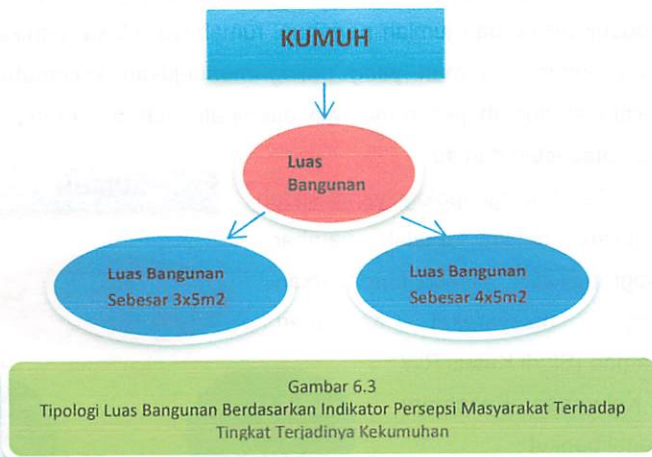 KUMUH
Luas
Bangunan
Luas Bangunan
Sebesar 3x5m2
Luas Bangunan
Sebesar 4x5m2
Gambar 6.3
Tipologi Luas Bangunan Berdasarkan Indikator Persepsi Masyarakat Terhadap
Tingkat Terjadinya Kekumuhan